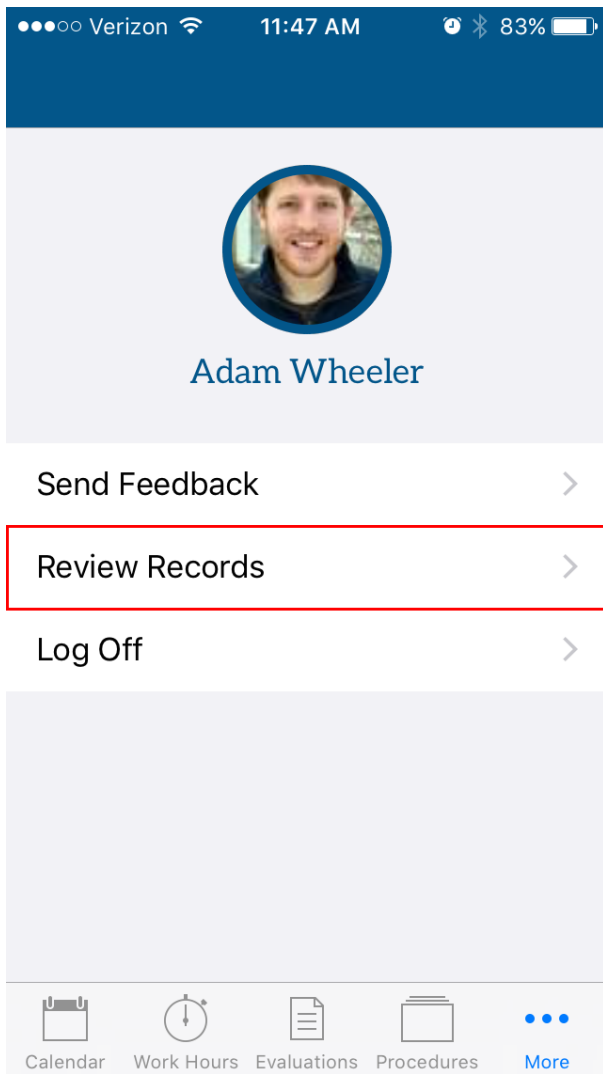 Verizon 11:47 AM 83%
Adam Wheeler
Send Feedback
Review Records
Log Off
Calendar Work Hours Evaluations Procedures More